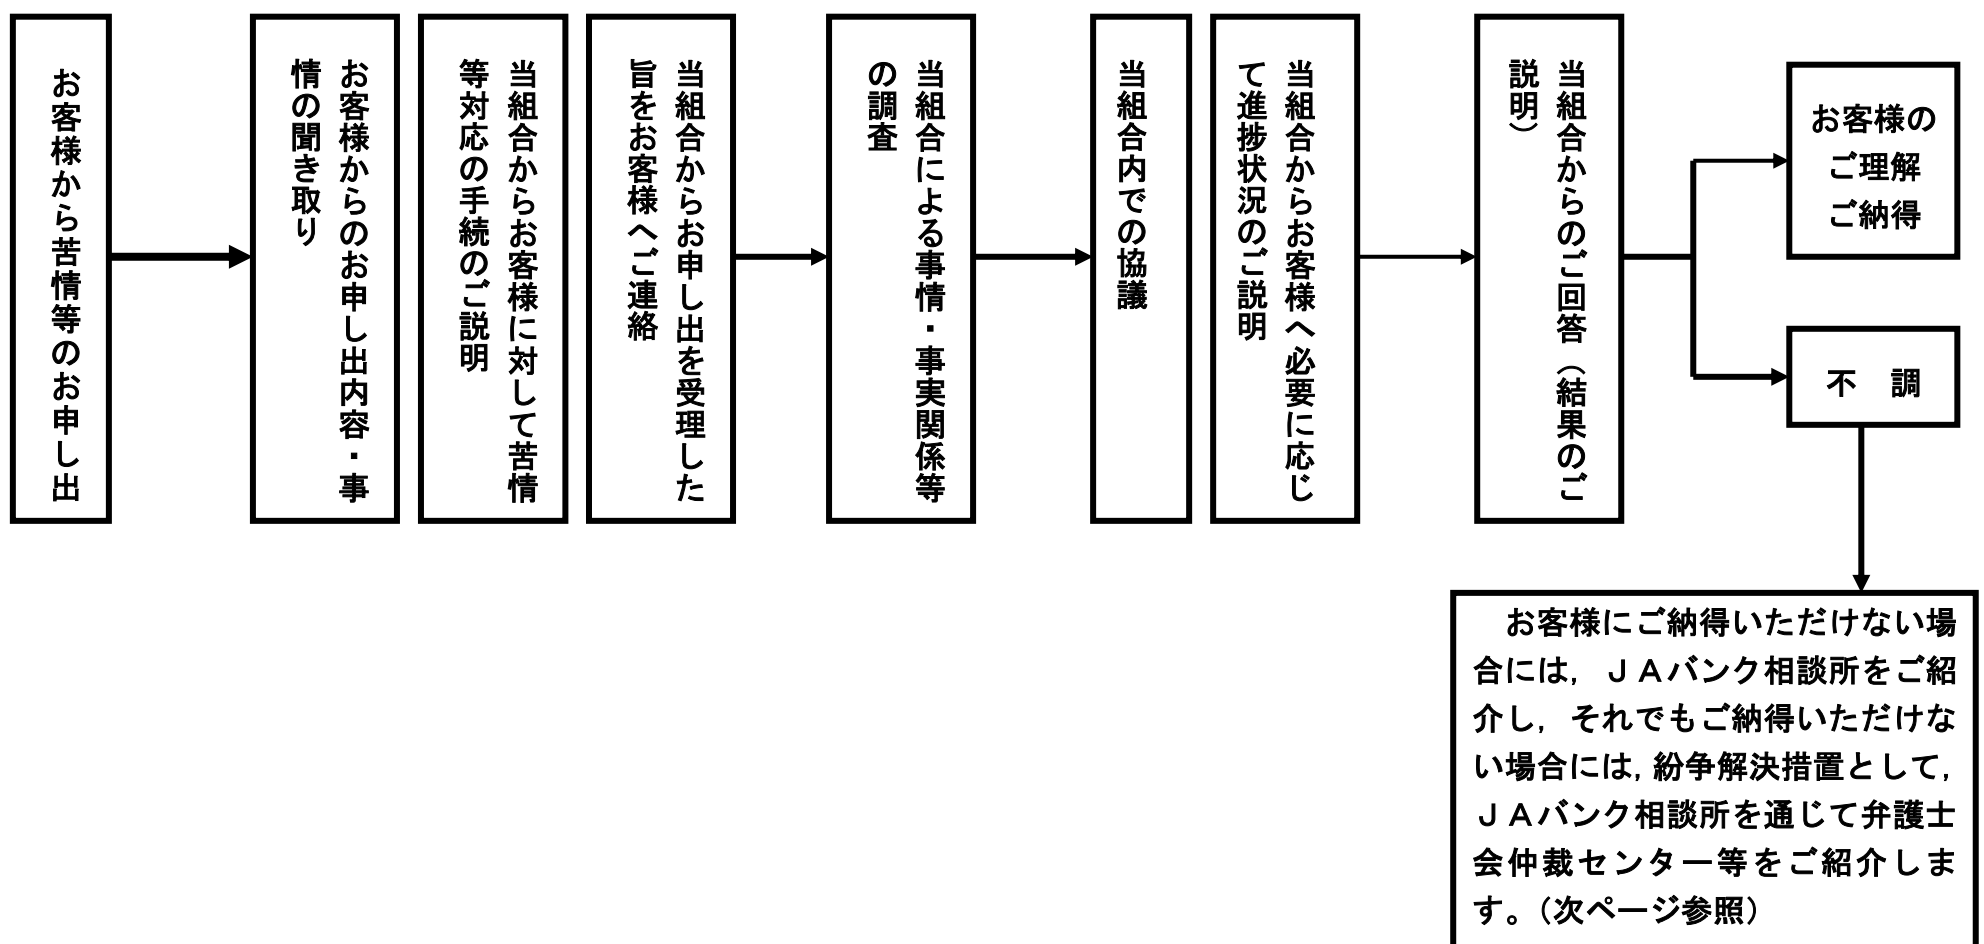 お客様から苦情等のお申し出
お客様からのお申し出内容・事
情の聞き取り
当組合からお客様に対して苦情
等対応の手続のご説明
当組合からお申し出を受理した
旨をお客様へご連絡
当組合による事情・事実関係等
の調査
当組合内での協議
当組合からお客様へ必要に応じ
て進捗状況のご説明
当組合からのご回答（結果のご
説明）
お客様の
ご理解
ご納得
不　調
　お客様にご納得いただけない場
合には，ＪＡバンク相談所をご紹
介し，それでもご納得いただけな
い場合には，紛争解決措置として，
ＪＡバンク相談所を通じて弁護士
会仲裁センター等をご紹介しま
す。（次ページ参照）